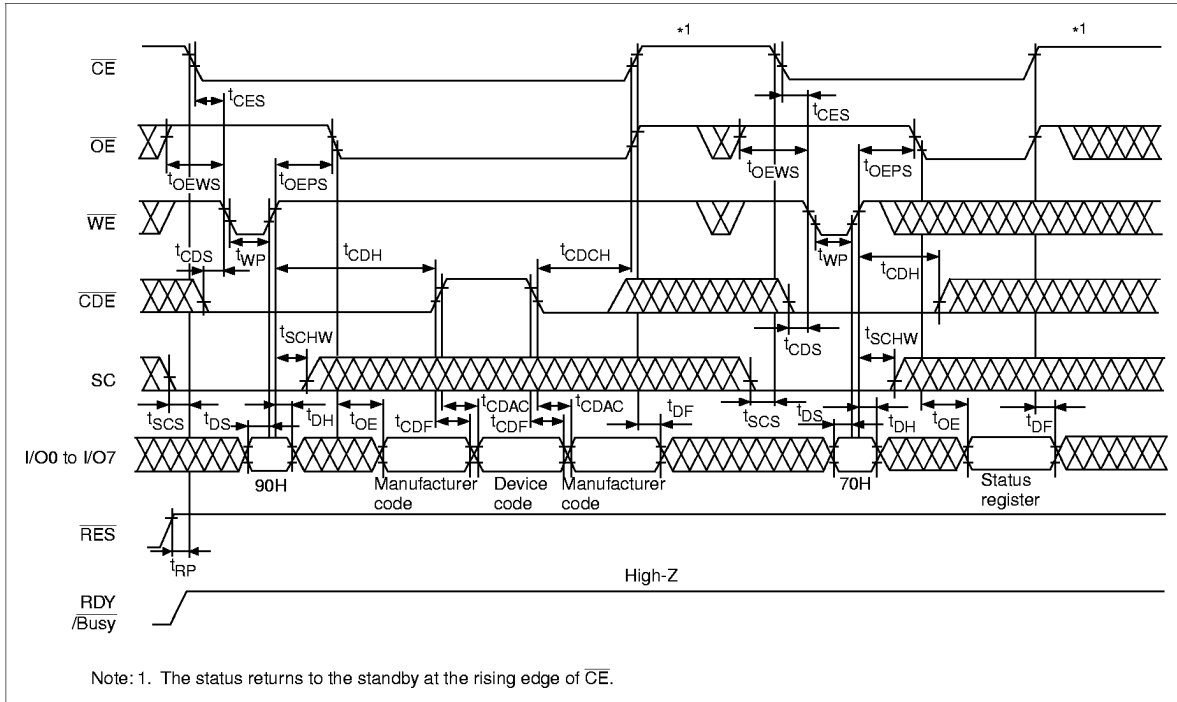 *1 *1
CE
tCES tCES
OE
tOEWS tOEPS tOEWS tOEPS
WE
tCDS tWP tCDH tCDCH tWP tCDH
CDE
tSCHW tCDS tSCHW
SC
tSCS tDS tDH tOE tCDF tCDAC tCDF tCDAC tDF tSCS tDS tDH tOE tDF
I/O0 to I/O7
90H Manufacturer code Device code Manufacturer code 70H Status register
RES
tRP
High-Z
RDY
/Busy
Note: 1. The status returns to the standby at the rising edge of CE.